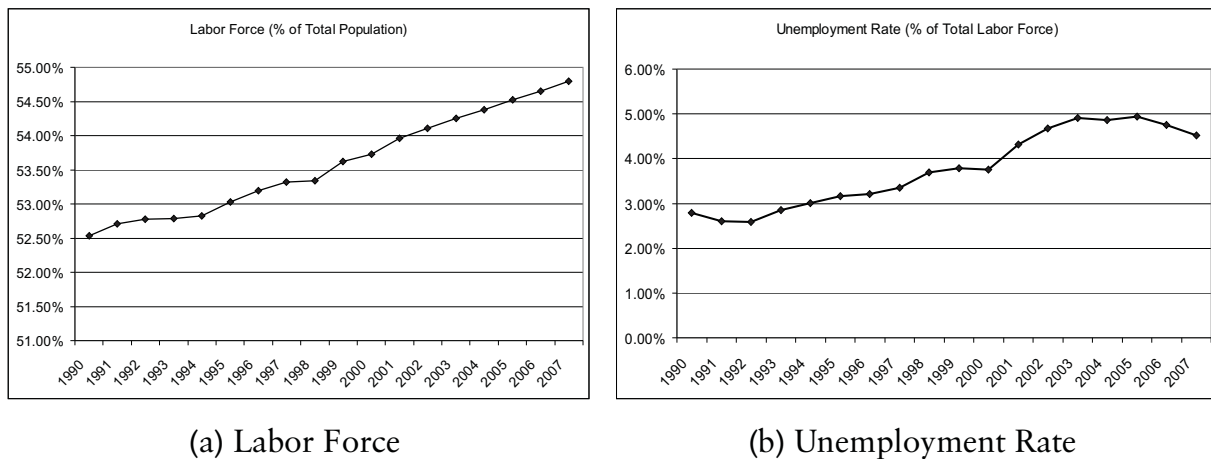 Labor Force (% of Total Population)
55.00%
54.50%
54.00%
53.50%
53.00%
52.50%
52.00%
51.50%
51.00%
1990 1991 1992 1993 1994 1995 1996 1997 1998 1999 2000 2001 2002 2003 2004 2005 2006 2007
(a) Labor Force
Unemployment Rate (% of Total Labor Force)
6.00%
5.00%
4.00%
3.00%
2.00%
1.00%
0.00%
1990 1991 1992 1993 1994 1995 1996 1997 1998 1999 2000 2001 2002 2003 2004 2005 2006 2007
(b) Unemployment Rate